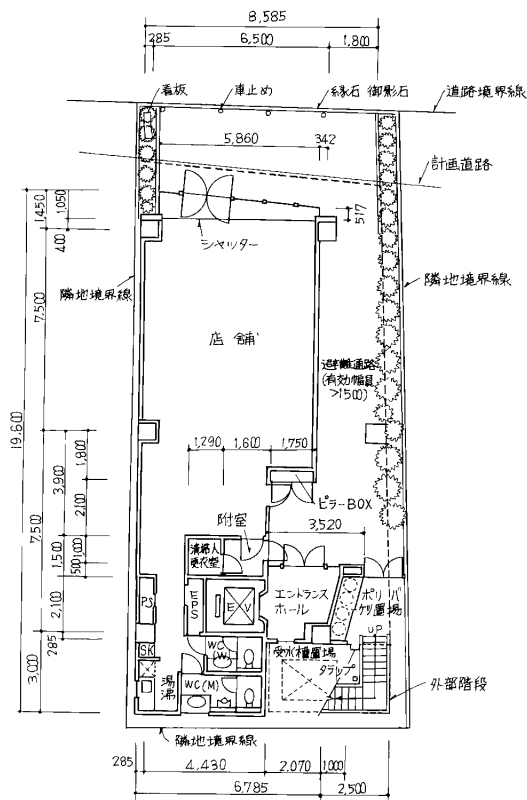 8,585
285
6,500
1,800
看板
車止め
縁石 御影石
道路境界線
5,860
342
計画道路
1,450
1,050
400
517
シャッター
隣地境界線
隣地境界線
7,500
店舗
避難通路
(有効幅員
>1500)
19,600
1,290
1,600
1,750
3,900
1,800
2,100
ピラーBOX
附室
3,520
7,500
1,500
1,000
500
清掃人
更衣室
2,100
PS
EPS
EV
エントランス
ホール
ポリバ
ケツ置場
UP
285
WC
(W)
受水槽置場
SK
タラップ
3,000
湯沸
WC(M)
外部階段
隣地境界線
285
4,430
2,070
1,000
6,785
2,500